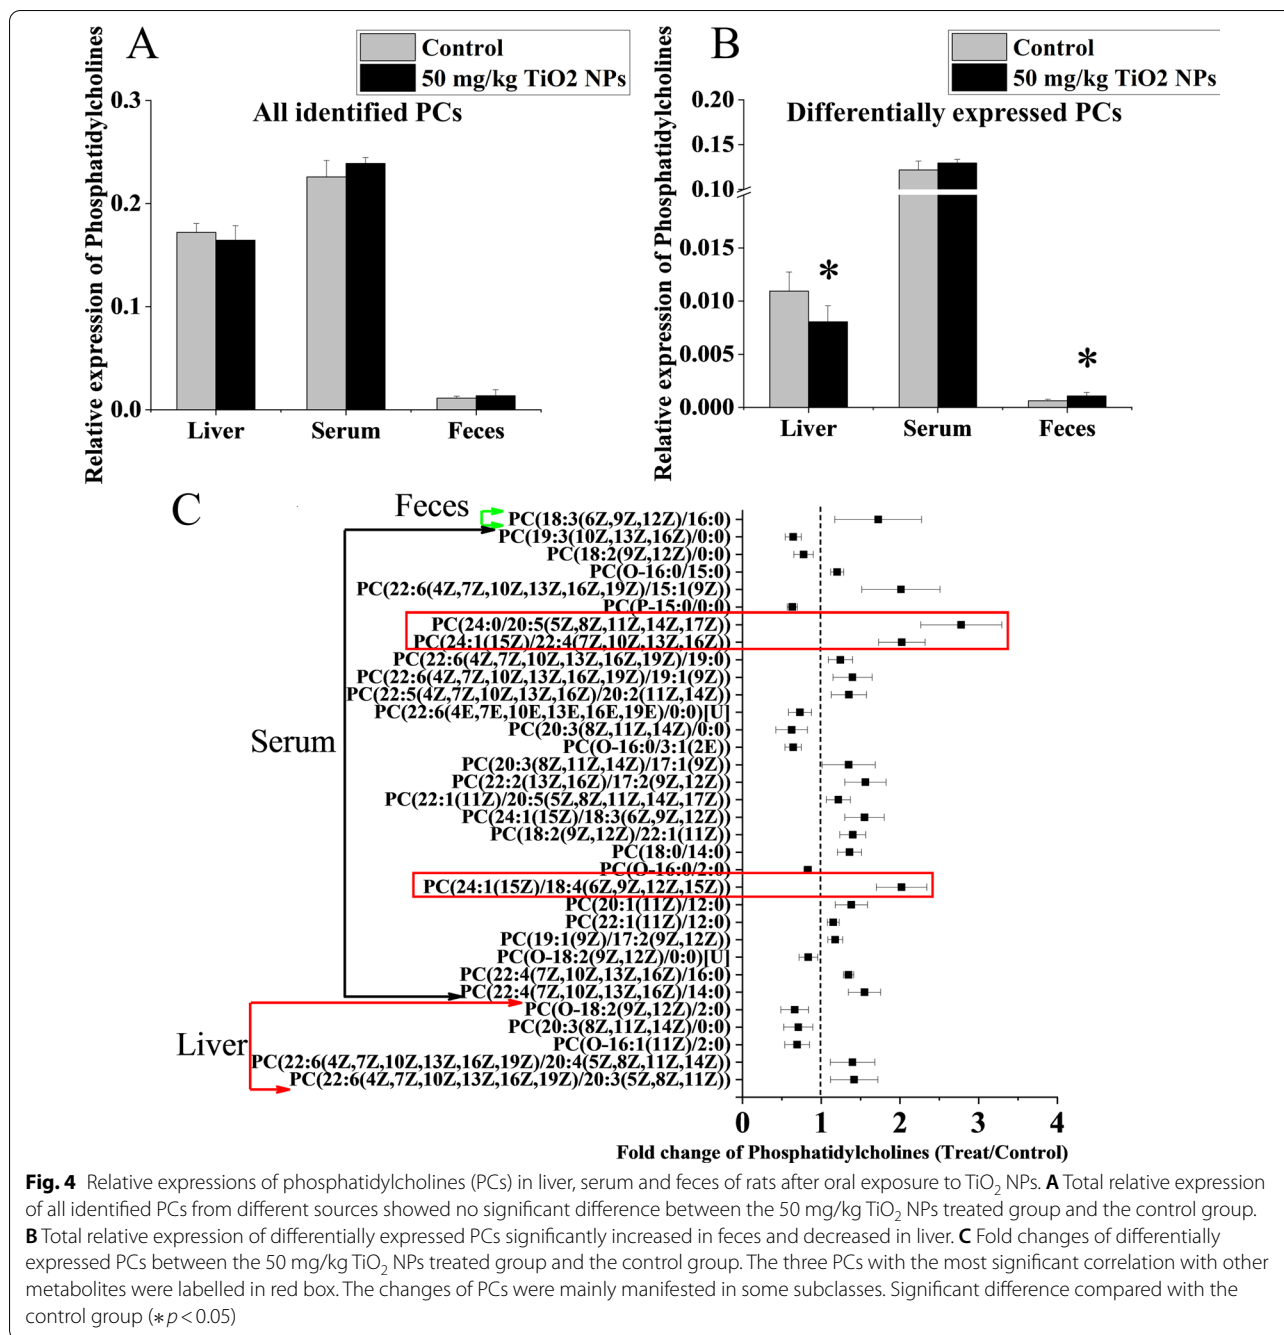 A
Control
50 mg/kg TiO2 NPs
All identified PCs
Relative expression of Phosphatidylcholines
0.3
0.2
0.1
0.0
Liver Serum Feces
B
Control
50 mg/kg TiO2 NPs
Differentially expressed PCs
Relative expression of Phosphatidylcholines
0.20
0.15
0.10
0.015
0.010
0.005
0.000
* *
Liver Serum Feces
C
Feces
Serum
Liver
PC(18:3(6Z,9Z,12Z)/16:0)
PC(19:3(10Z,13Z,16Z)/0:0)
PC(18:2(9Z,12Z)/0:0)
PC(O-16:0/15:0)
PC(22:6(4Z,7Z,10Z,13Z,16Z,19Z)/15:1(9Z))
PC(P-15:0/0:0)
PC(24:0/20:5(5Z,8Z,11Z,14Z,17Z))
PC(24:1(15Z)/22:4(7Z,10Z,13Z,16Z))
PC(22:6(4Z,7Z,10Z,13Z,16Z,19Z)/19:0)
PC(22:6(4Z,7Z,10Z,13Z,16Z,19Z)/19:1(9Z))
PC(22:5(4Z,7Z,10Z,13Z,16Z)/20:2(11Z,14Z))
PC(22:6(4E,7E,10E,13E,16E,19E)/0:0)[U]
PC(20:3(8Z,11Z,14Z)/0:0)
PC(O-16:0/3:1(2E))
PC(20:3(8Z,11Z,14Z)/17:1(9Z))
PC(22:2(13Z,16Z)/17:2(9Z,12Z))
PC(22:1(11Z)/20:5(5Z,8Z,11Z,14Z,17Z))
PC(24:1(15Z)/18:3(6Z,9Z,12Z))
PC(18:2(9Z,12Z)/22:1(11Z))
PC(18:0/14:0)
PC(O-16:0/2:0)
PC(24:1(15Z)/18:4(6Z,9Z,12Z,15Z))
PC(20:1(11Z)/12:0)
PC(22:1(11Z)/12:0)
PC(19:1(9Z)/17:2(9Z,12Z))
PC(O-18:2(9Z,12Z)/0:0)[U]
PC(22:4(7Z,10Z,13Z,16Z)/16:0)
PC(22:4(7Z,10Z,13Z,16Z)/14:0)
PC(O-18:2(9Z,12Z)/2:0)
PC(20:3(8Z,11Z,14Z)/0:0)
PC(O-16:1(11Z)/2:0)
PC(22:6(4Z,7Z,10Z,13Z,16Z,19Z)/20:4(5Z,8Z,11Z,14Z))
PC(22:6(4Z,7Z,10Z,13Z,16Z,19Z)/20:3(5Z,8Z,11Z))
0 1 2 3 4
Fold change of Phosphatidylcholines (Treat/Control)
Fig. 4 Relative expressions of phosphatidylcholines (PCs) in liver, serum and feces of rats after oral exposure to TiO2 NPs. A Total relative expression
of all identified PCs from different sources showed no significant difference between the 50 mg/kg TiO2 NPs treated group and the control group.
B Total relative expression of differentially expressed PCs significantly increased in feces and decreased in liver. C Fold changes of differentially
expressed PCs between the 50 mg/kg TiO2 NPs treated group and the control group. The three PCs with the most significant correlation with other
metabolites were labelled in red box. The changes of PCs were mainly manifested in some subclasses. Significant difference compared with the
control group (*p < 0.05)